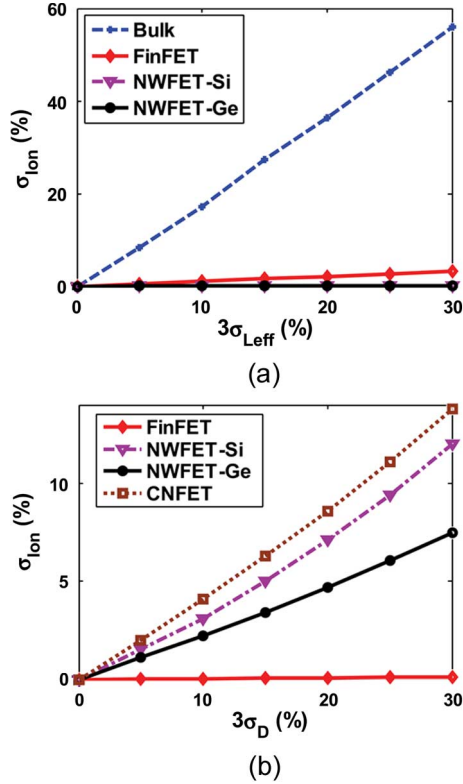 60
40
20
0
σIon (%)
Bulk
FinFET
NWFET-Si
NWFET-Ge
0 10 20 30
3σLeff (%)
(a)
10
5
0
σIon (%)
FinFET
NWFET-Si
NWFET-Ge
CNFET
0 10 20 30
3σD (%)
(b)